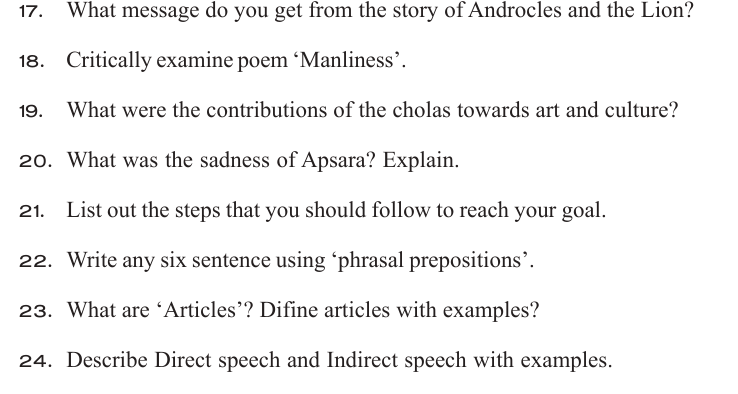 17. What message do you get from the story of Androcles and the Lion?
18. Critically examine poem ‘Manliness’.
19. What were the contributions of the cholas towards art and culture?
20. What was the sadness of Apsara? Explain.
21. List out the steps that you should follow to reach your goal.
22. Write any six sentence using ‘phrasal prepositions’.
23. What are ‘Articles’? Difine articles with examples?
24. Describe Direct speech and Indirect speech with examples.